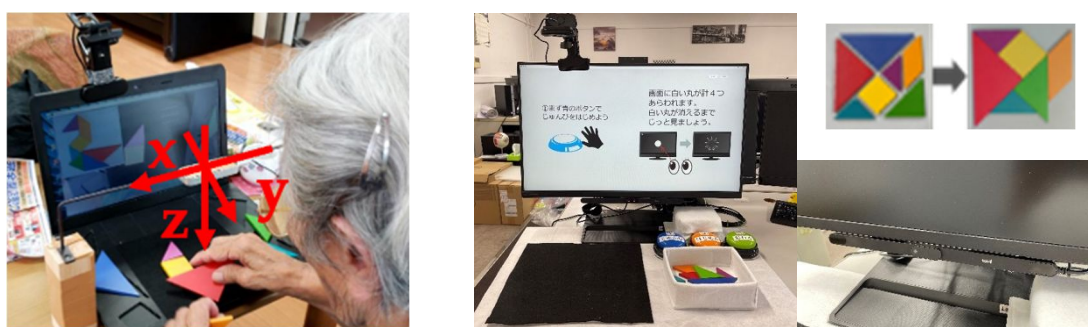 x
y
z
①まず青のボタンで
じゅんびをはじめよう
画面に白い丸が計４つ
あらわれます。
白い丸が消えるまで
じっと見ましょう。